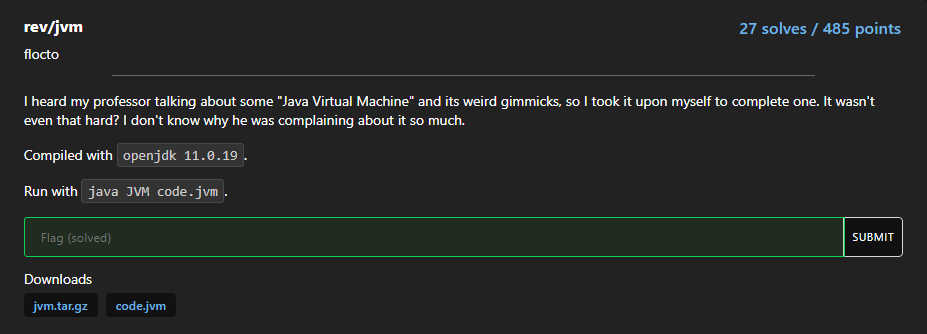 rev/jvm
27 solves / 485 points
flocto
I heard my professor talking about some "Java Virtual Machine" and its weird gimmicks, so I took it upon myself to complete one. It wasn't
even that hard? I don't know why he was complaining about it so much.
Compiled with openjdk 11.0.19.
Run with java JVM code.jvm.
Flag (solved)
SUBMIT
Downloads
jvm.tar.gz
code.jvm